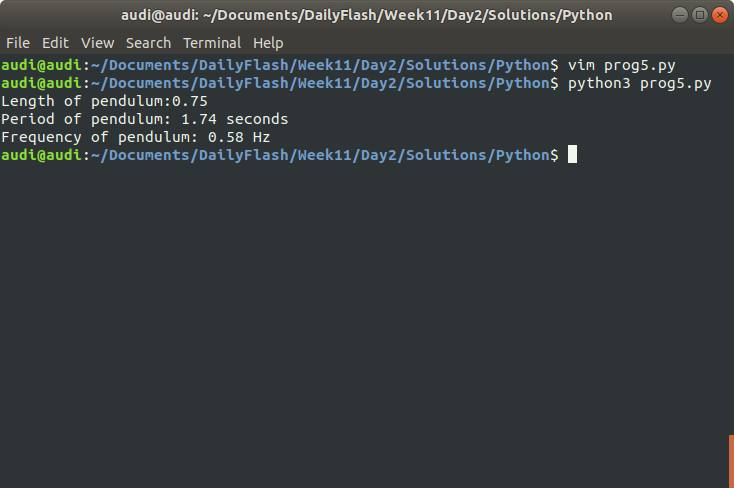 audi@audi: ~/Documents/DailyFlash/Week11/Day2/Solutions/Python
File Edit View Search Terminal Help
audi@audi:~/Documents/DailyFlash/Week11/Day2/Solutions/Python$ vim prog5.py
audi@audi:~/Documents/DailyFlash/Week11/Day2/Solutions/Python$ python3 prog5.py
Length of pendulum:0.75
Period of pendulum: 1.74 seconds
Frequency of pendulum: 0.58 Hz
audi@audi:~/Documents/DailyFlash/Week11/Day2/Solutions/Python$